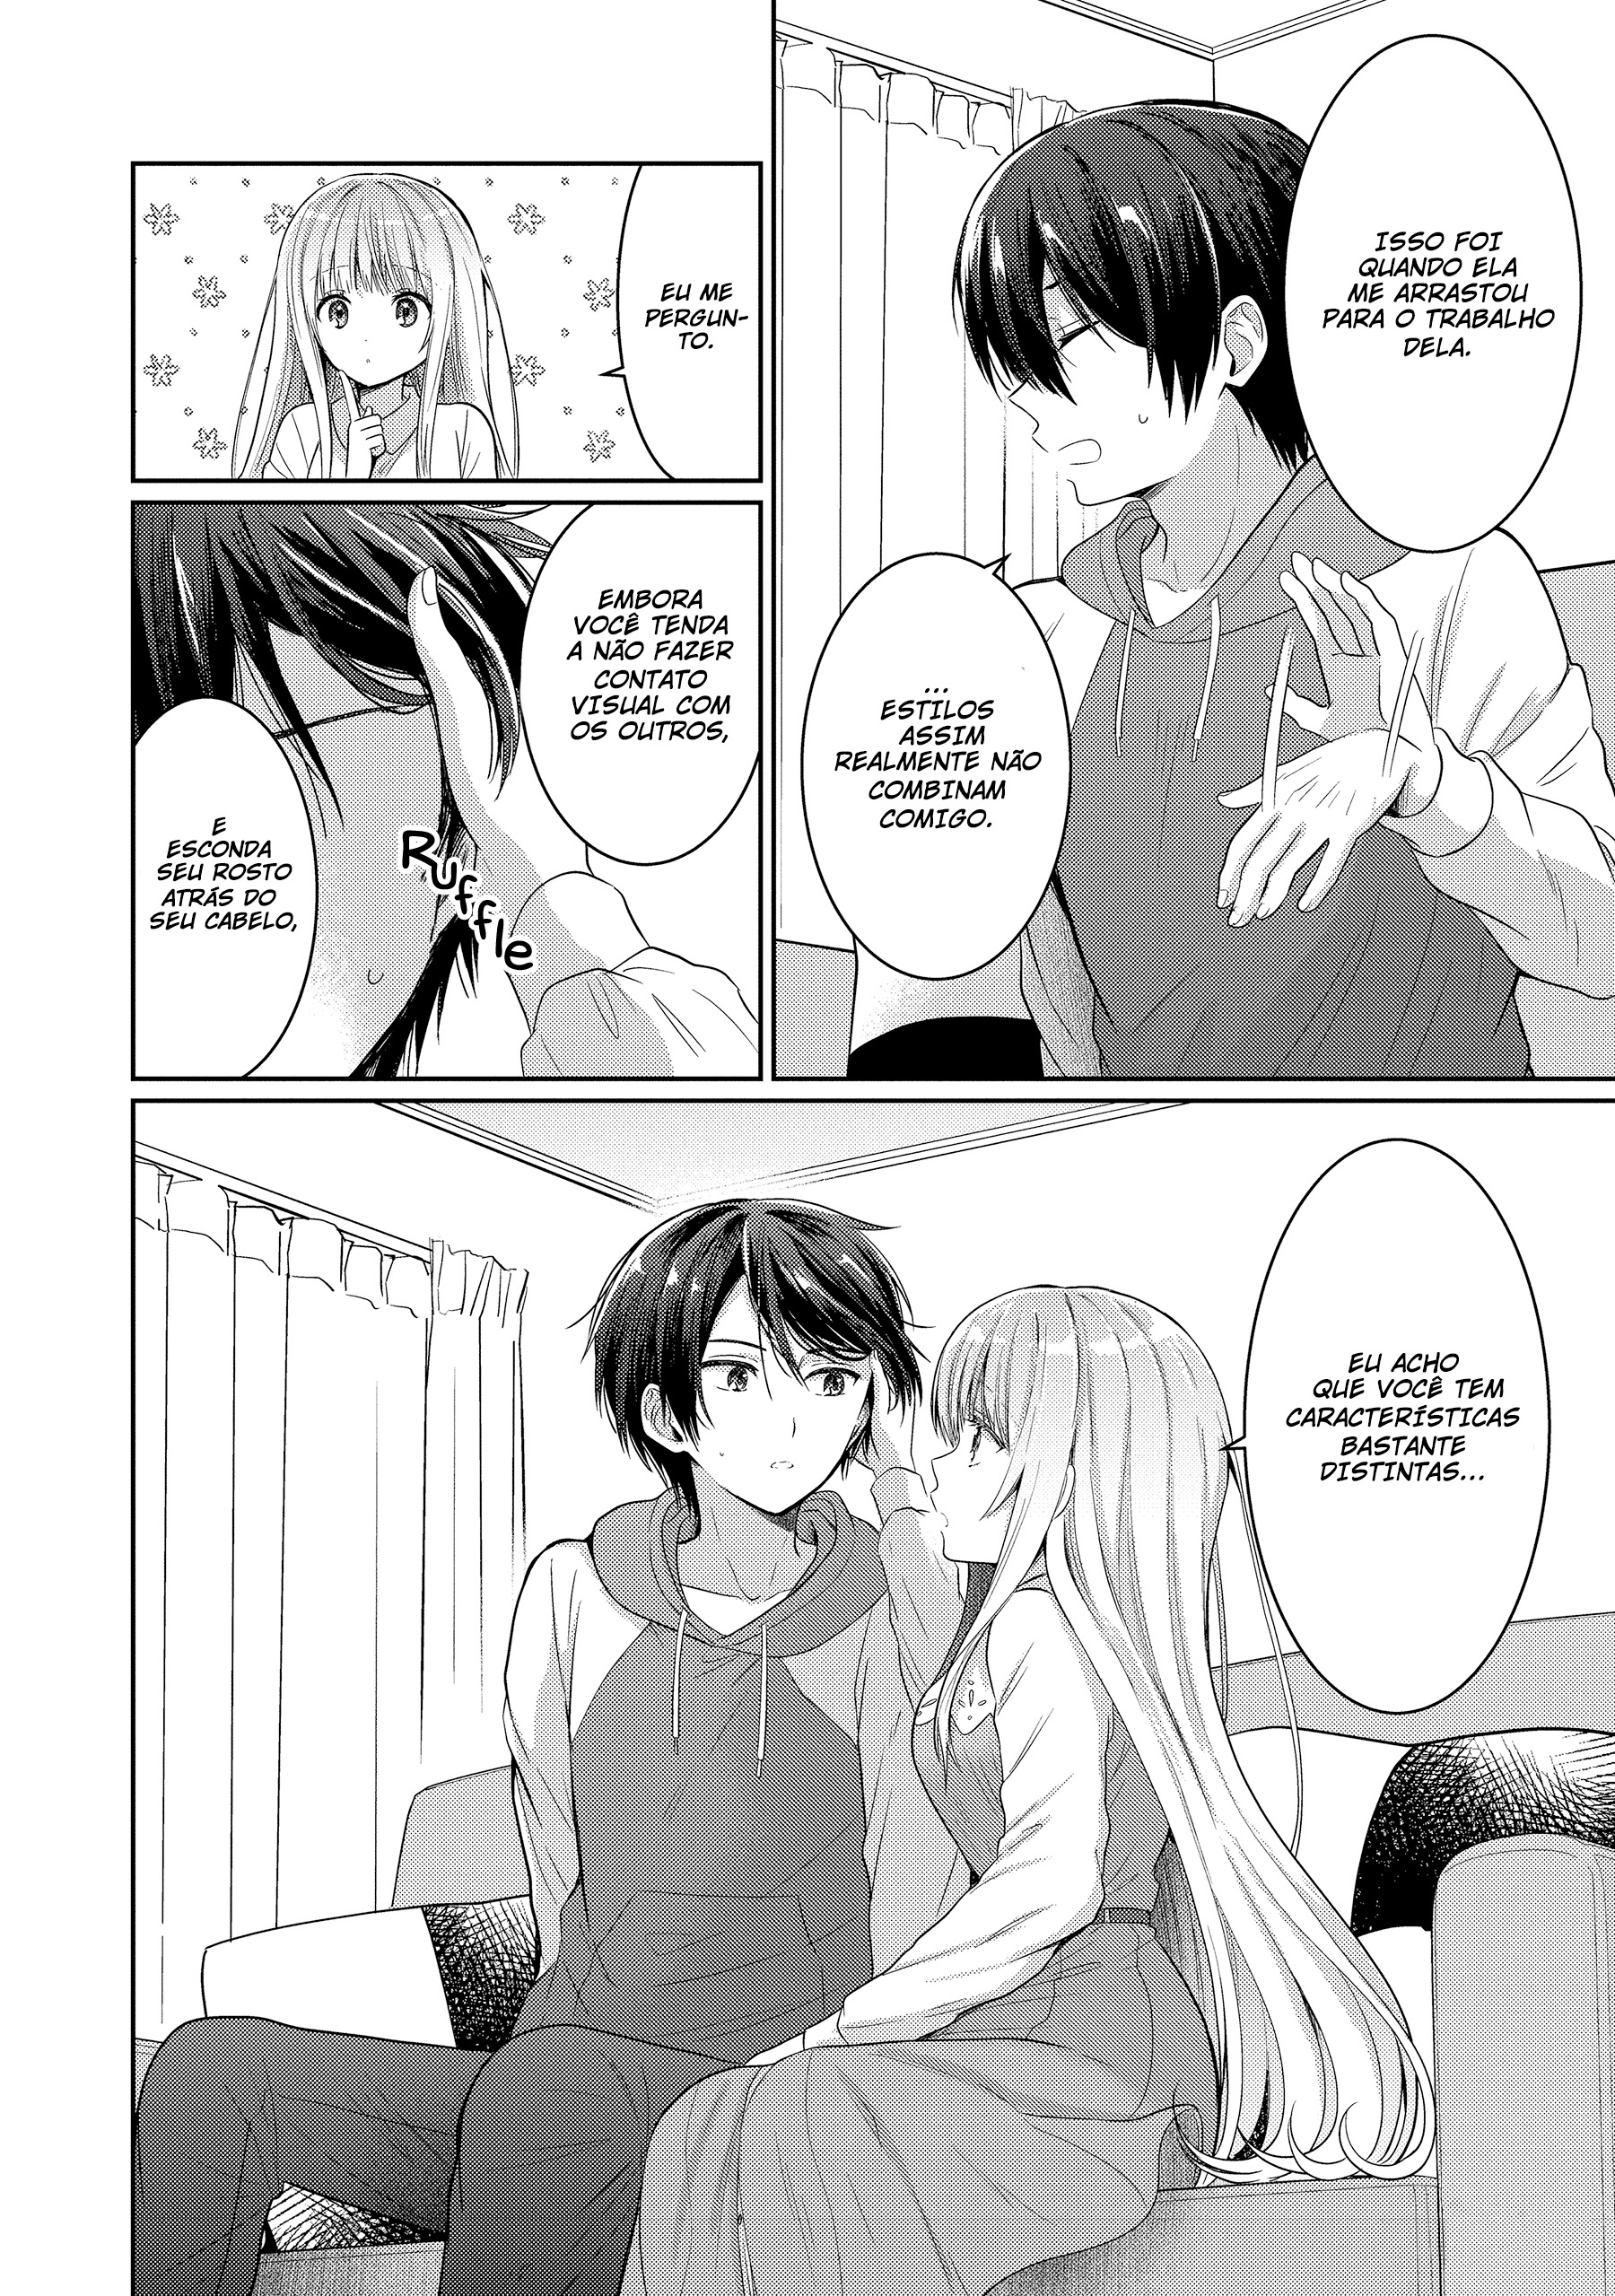 ISSO FOI
QUANDO ELA
ME ARRASTOU
PARA O TRABALHO
DELA.
...
ESTILOS
ASSIM
REALMENTE NÃO
COMBINAM
COMIGO.
EU ME
PERGUN-
TO.
EMBORA
VOCÊ TENDA
A NÃO FAZER
CONTATO
VISUAL COM
OS OUTROS,
E
ESCONDA
SEU ROSTO
ATRÁS DO
SEU CABELO,
Ruffle
EU ACHO
QUE VOCÊ TEM
CARACTERÍSTICAS
BASTANTE
DISTINTAS...